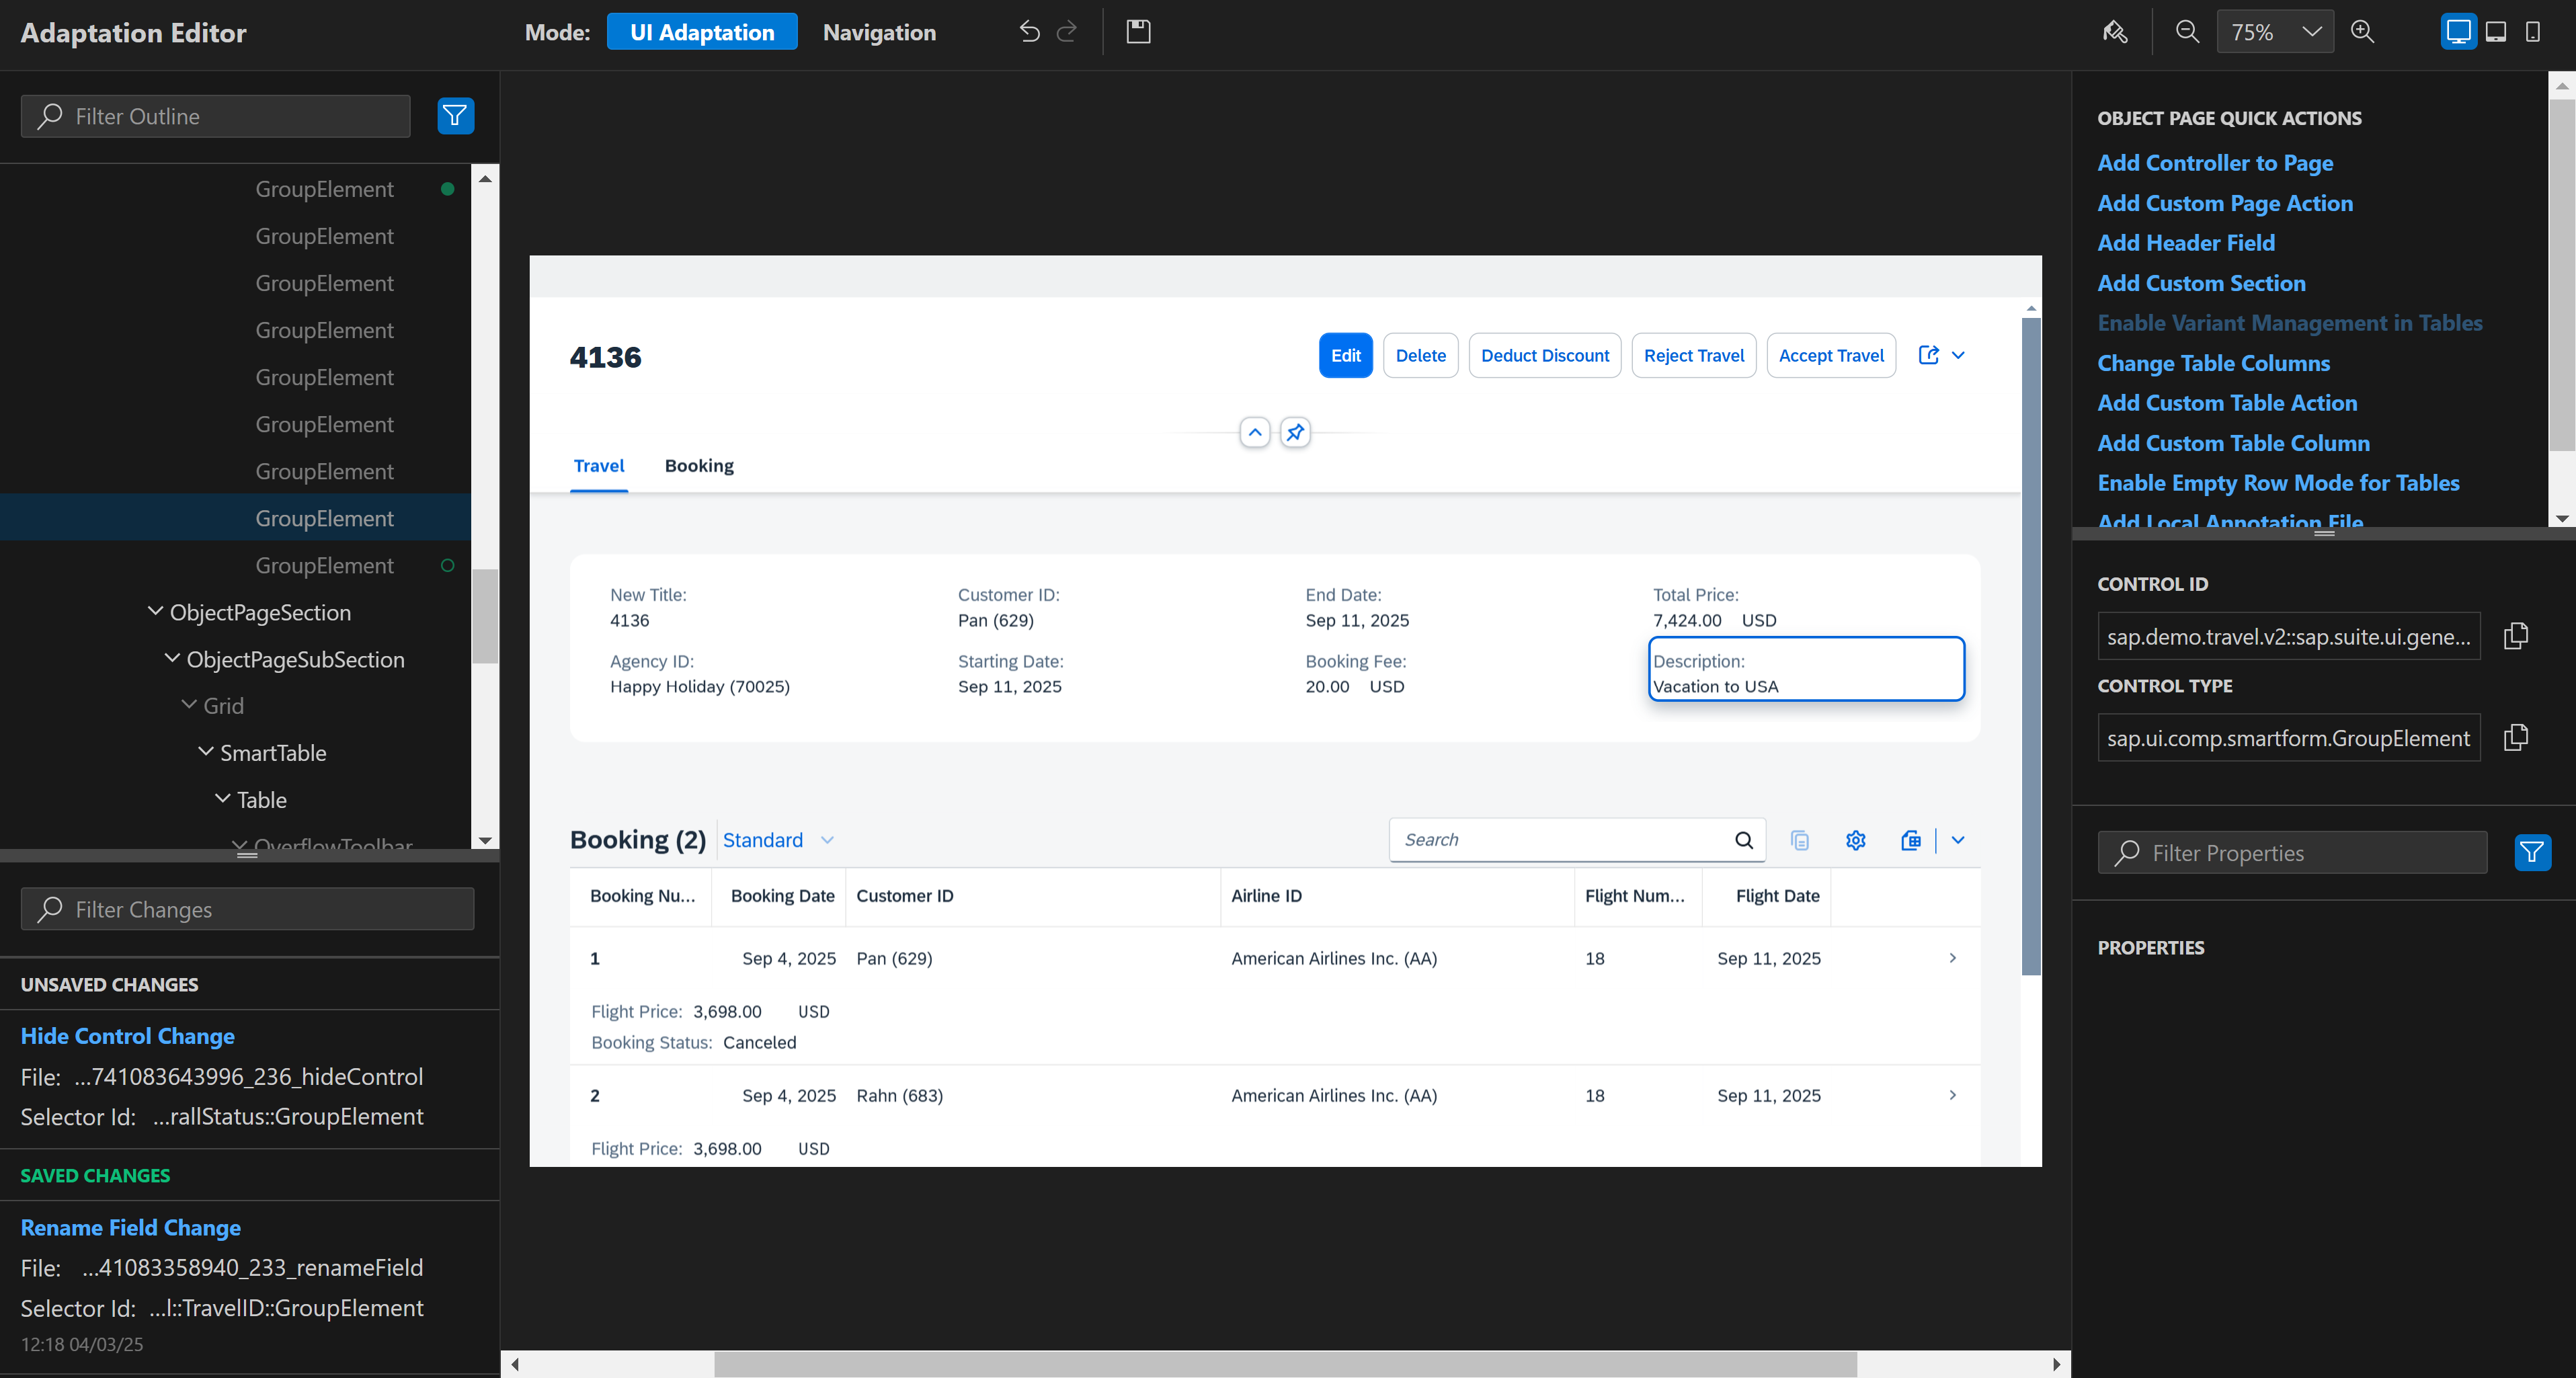 Adaptation Editor
Mode: UI Adaptation Navigation
75%
Filter Outline
GroupElement
GroupElement
GroupElement
GroupElement
GroupElement
GroupElement
GroupElement
GroupElement
GroupElement
ObjectPageSection
ObjectPageSubSection
Grid
SmartTable
Table
OverflowToolbar
Filter Changes
UNSAVED CHANGES
Hide Control Change
File: ...741083643996_236_hideControl
Selector Id: ...rallStatus::GroupElement
SAVED CHANGES
Rename Field Change
File: ...41083358940_233_renameField
Selector Id: ...l::TravelID::GroupElement
12:18 04/03/25
4136
Edit Delete Deduct Discount Reject Travel Accept Travel
Travel Booking
New Title: Customer ID: End Date: Total Price:
4136 Pan (629) Sep 11, 2025 7,424.00 USD
Agency ID: Starting Date: Booking Fee: Description:
Happy Holiday (70025) Sep 11, 2025 20.00 USD Vacation to USA
Booking (2) Standard Search
Booking Nu... Booking Date Customer ID Airline ID Flight Num... Flight Date
1 Sep 4, 2025 Pan (629) American Airlines Inc. (AA) 18 Sep 11, 2025
Flight Price: 3,698.00 USD
Booking Status: Canceled
2 Sep 4, 2025 Rahn (683) American Airlines Inc. (AA) 18 Sep 11, 2025
Flight Price: 3,698.00 USD
OBJECT PAGE QUICK ACTIONS
Add Controller to Page
Add Custom Page Action
Add Header Field
Add Custom Section
Enable Variant Management in Tables
Change Table Columns
Add Custom Table Action
Add Custom Table Column
Enable Empty Row Mode for Tables
Add Local Annotation File
CONTROL ID
sap.demo.travel.v2::sap.suite.ui.gene...
CONTROL TYPE
sap.ui.comp.smartform.GroupElement
Filter Properties
PROPERTIES